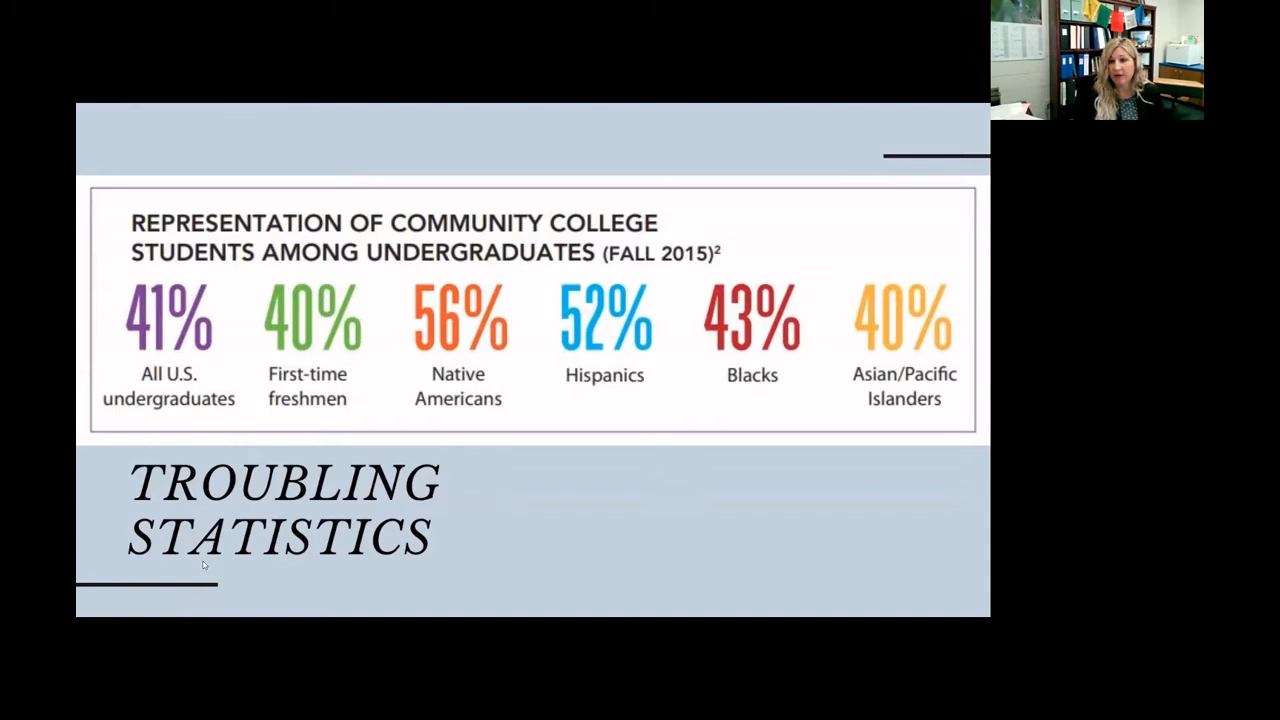 REPRESENTATION OF COMMUNITY COLLEGE
STUDENTS AMONG UNDERGRADUATES (FALL 2015)²
41%
All U.S.
undergraduates
40%
First-time
freshmen
56%
Native
Americans
52%
Hispanics
43%
Blacks
40%
Asian/Pacific
Islanders
TROUBLING
STATISTICS